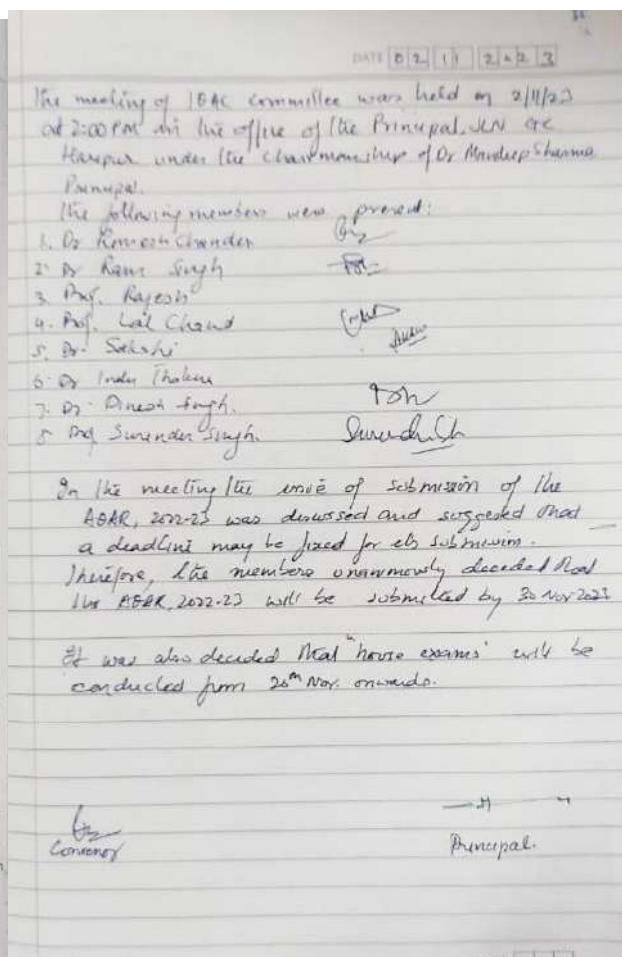 DATE 02 11 2023
The meeting of IQAC committee was held on 2/11/23
at 2:00 PM in the office of the Principal, JLN GC
Haripur under the Chairmanship of Dr Mandeep Sharma
Principal.
The following members were present:
1. Dr Ramesh Chander
2. Dr Ram Singh
3. Prof. Rajesh
4. Prof. Lal Chand
5. Dr. Sakshi
6. Dr Indu Thakur
7. Dr. Dinesh Singh.
8 Prof Surender Singh.
In the meeting the issue of submission of the
AQAR, 2022-23 was discussed and suggested that
a deadline may be fixed for its submission.
Therefore, the members unanimously decided that
the AQAR, 2022-23 will be submitted by 30 Nov 2023
It was also decided that "house exams" will be
conducted from 20th Nov. onwards.
Convenor
Principal.